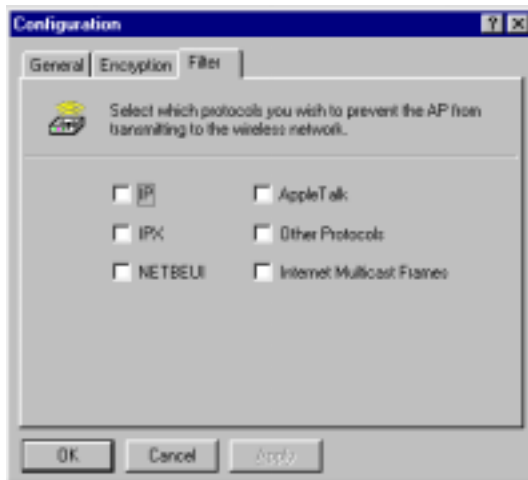 Configuration
General Encryption Filter
Select which protocols you wish to prevent the AP from
transmitting to the wireless network.
IP AppleTalk
IPX Other Protocols
NETBEUI Internet Multicast Frames
OK Cancel Apply